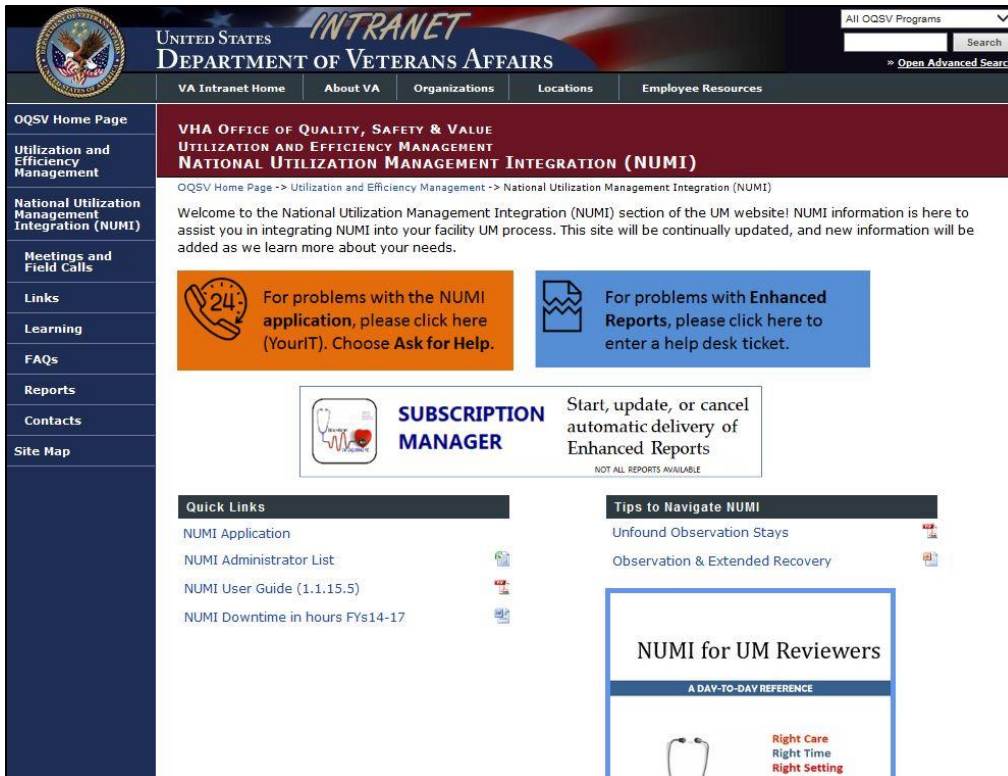 INTRANET
UNITED STATES
DEPARTMENT OF VETERANS AFFAIRS
All OQSV Programs
Search
» Open Advanced Searc
VA Intranet Home
About VA
Organizations
Locations
Employee Resources
OQSV Home Page
Utilization and
Efficiency
Management
National Utilization
Management
Integration (NUMI)
Meetings and
Field Calls
Links
Learning
FAQs
Reports
Contacts
Site Map
VHA OFFICE OF QUALITY, SAFETY & VALUE
UTILIZATION AND EFFICIENCY MANAGEMENT
NATIONAL UTILIZATION MANAGEMENT INTEGRATION (NUMI)
OQSV Home Page -> Utilization and Efficiency Management -> National Utilization Management Integration (NUMI)
Welcome to the National Utilization Management Integration (NUMI) section of the UM website! NUMI information is here to
assist you in integrating NUMI into your facility UM process. This site will be continually updated, and new information will be
added as we learn more about your needs.
24
For problems with the NUMI
application, please click here
(YourIT). Choose Ask for Help.
For problems with Enhanced
Reports, please click here to
enter a help desk ticket.
SUBSCRIPTION
MANAGER
Start, update, or cancel
automatic delivery of
Enhanced Reports
NOT ALL REPORTS AVAILABLE
Quick Links
NUMI Application
NUMI Administrator List
NUMI User Guide (1.1.15.5)
NUMI Downtime in hours FYs14-17
Tips to Navigate NUMI
Unfound Observation Stays
Observation & Extended Recovery
NUMI for UM Reviewers
A DAY-TO-DAY REFERENCE
Right Care
Right Time
Right Setting